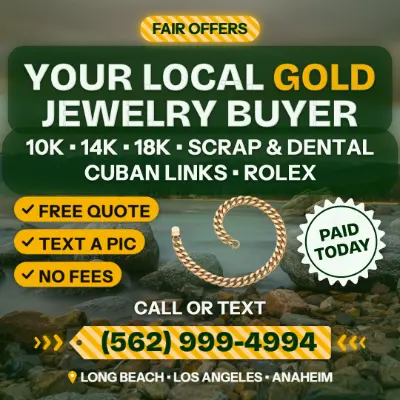 FAIR OFFERS
YOUR LOCAL GOLD
JEWELRY BUYER
10K ▪ 14K ▪ 18K ▪ SCRAP & DENTAL
CUBAN LINKS ▪ ROLEX
FREE QUOTE
TEXT A PIC
NO FEES
PAID
TODAY
CALL OR TEXT
(562) 999-4994
LONG BEACH ▪ LOS ANGELES ▪ ANAHEIM